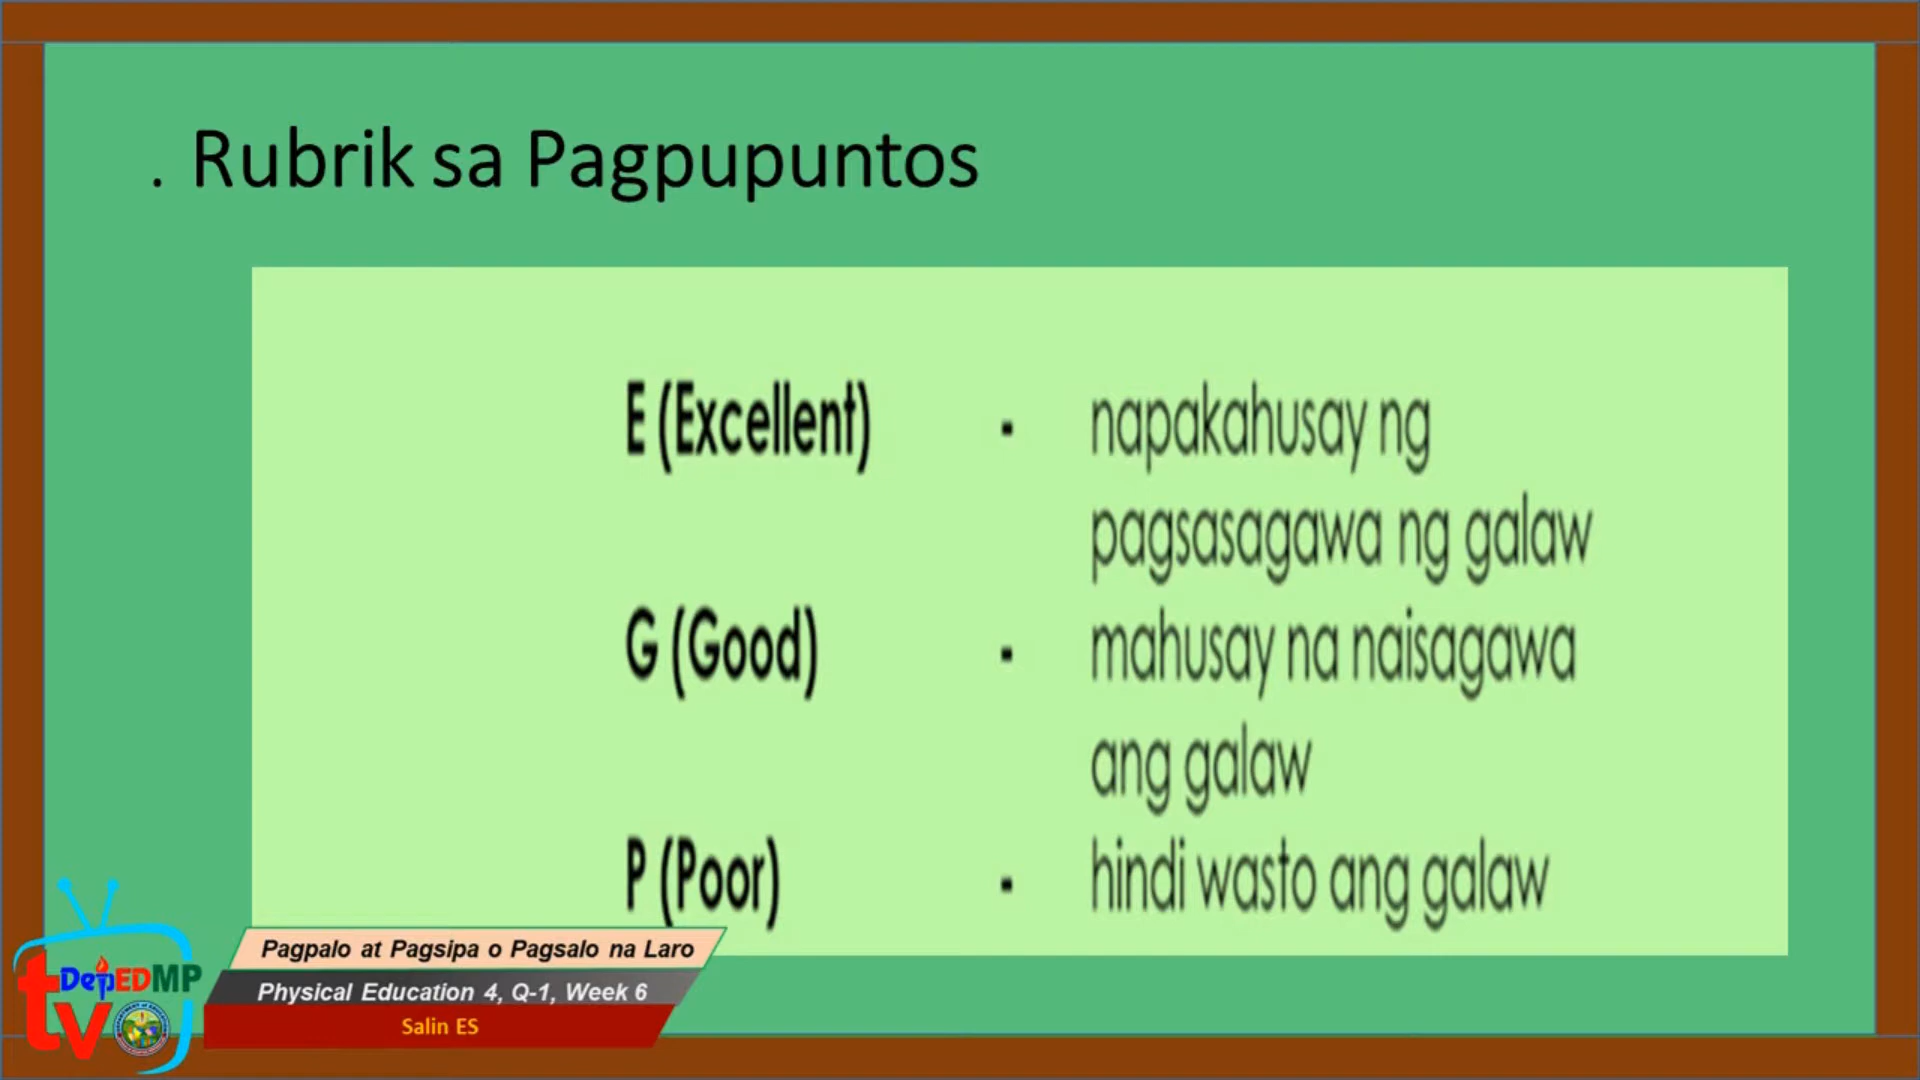 . Rubrik sa Pagpupuntos
E (Excellent) - napakahusay ng
pagsasagawa ng galaw
G (Good) - mahusay na naisagawa
ang galaw
P (Poor) - hindi wasto ang galaw
Pagpalo at Pagsipa o Pagsalo na Laro
Physical Education 4, Q-1, Week 6
Salin ES
DepEDMP
tv